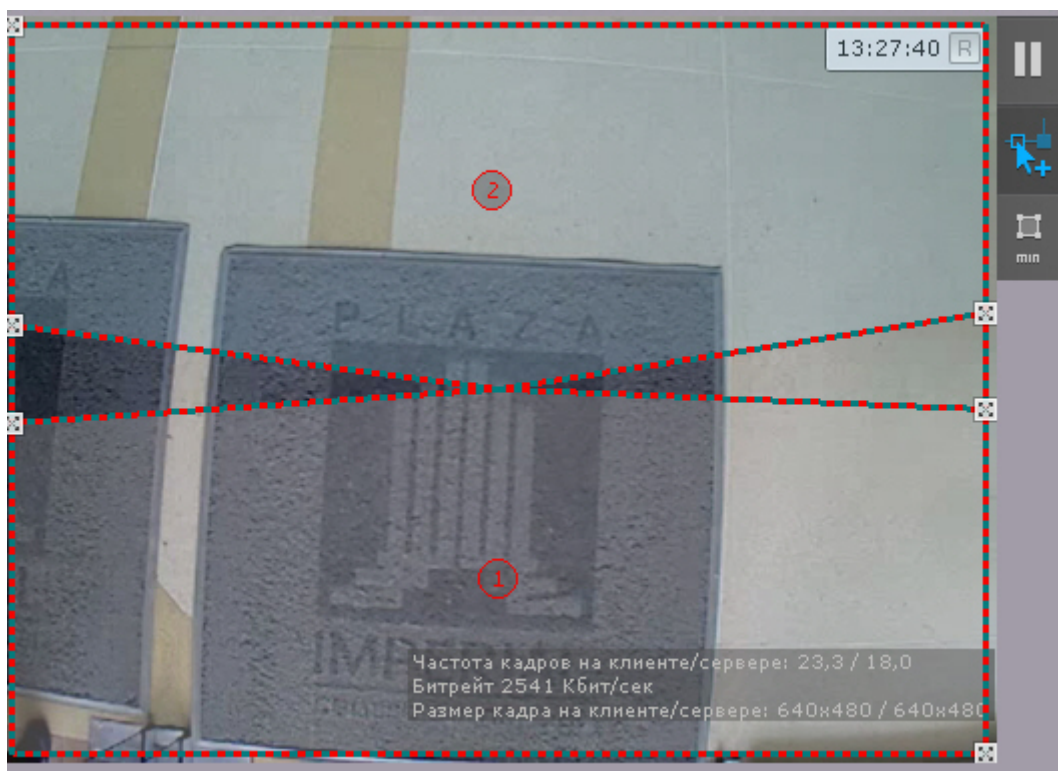 13:27:40 R
2
PLAZA
1
Частота кадров на клиенте/сервере: 23,3 / 18,0
Битрейт 2541 Кбит/сек
Размер кадра на клиенте/сервере: 640x480 / 640x480
min